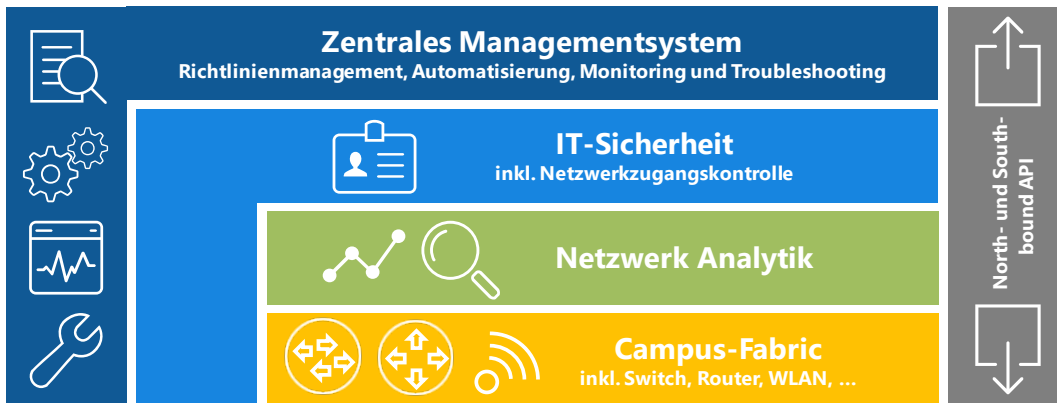 Zentrales Managementsystem
Richtlinienmanagement, Automatisierung, Monitoring und Troubleshooting
IT-Sicherheit
inkl. Netzwerkzugangskontrolle
Netzwerk Analytik
Campus-Fabric
inkl. Switch, Router, WLAN, ...
North- und South-
bound API